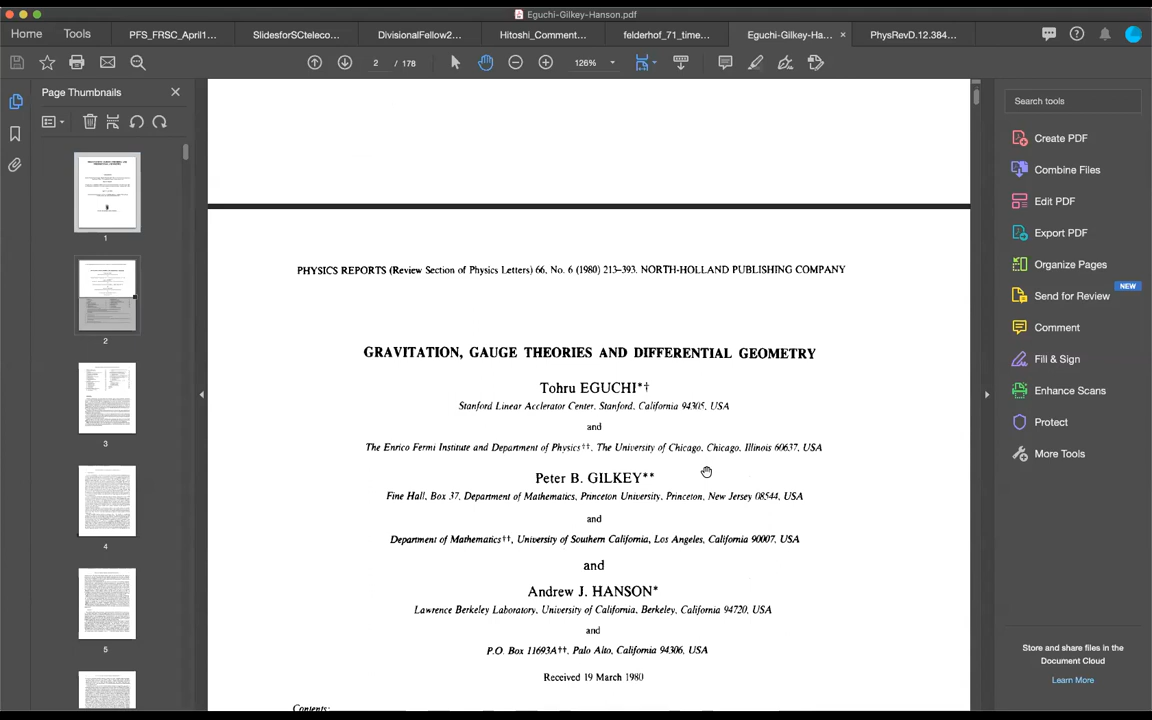 Eguchi-Gilkey-Hanson.pdf
Home
Tools
PFS_FRSC_April1...
SlidesforSCteleco...
DivisionalFellow2...
Hitoshi_Comment...
felderhof_71_time...
Eguchi-Gilkey-Ha...
PhysRevD.12.384...
2 / 178
126%
Page Thumbnails
1
2
3
4
5
PHYSICS REPORTS (Review Section of Physics Letters) 66, No. 6 (1980) 213–393. NORTH-HOLLAND PUBLISHING COMPANY
GRAVITATION, GAUGE THEORIES AND DIFFERENTIAL GEOMETRY
Tohru EGUCHI*†
Stanford Linear Acclerator Center, Stanford, California 94305, USA
and
The Enrico Fermi Institute and Department of Physics††, The University of Chicago, Chicago, Illinois 60637, USA
Peter B. GILKEY**
Fine Hall, Box 37, Department of Mathematics, Princeton University, Princeton, New Jersey 08544, USA
and
Department of Mathematics††, University of Southern California, Los Angeles, California 90007, USA
and
Andrew J. HANSON*
Lawrence Berkeley Laboratory, University of California, Berkeley, California 94720, USA
and
P.O. Box 11693A††, Palo Alto, California 94306, USA
Received 19 March 1980
Contents:
Search tools
Create PDF
Combine Files
Edit PDF
Export PDF
Organize Pages
NEW
Send for Review
Comment
Fill & Sign
Enhance Scans
Protect
More Tools
Store and share files in the
Document Cloud
Learn More